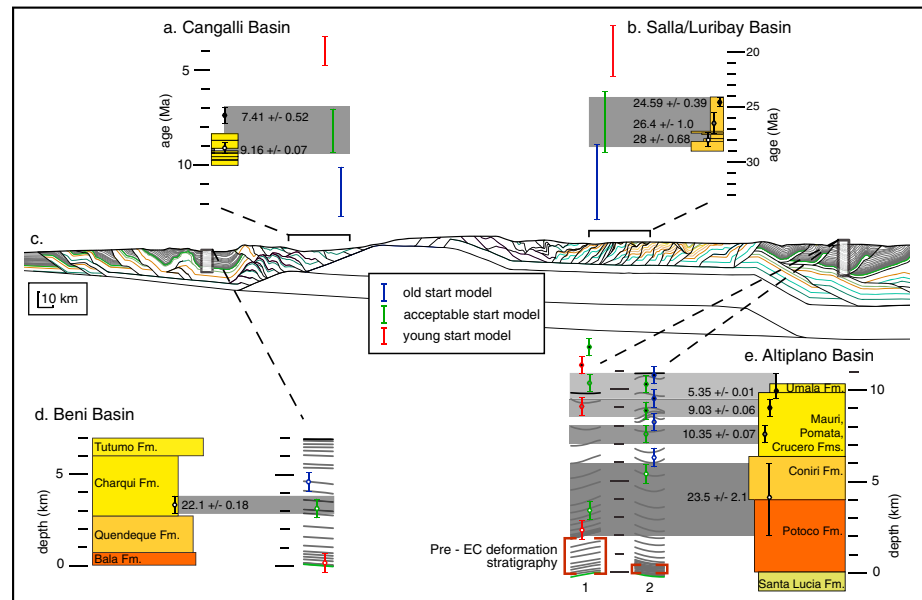 a. Cangalli Basin
b. Salla/Luribay Basin
5
10
age (Ma)
7.41 +/- 0.52
9.16 +/- 0.07
20
25
30
age (Ma)
24.59 +/- 0.39
26.4 +/- 1.0
28 +/- 0.68
c.
10 km
old start model
acceptable start model
young start model
d. Beni Basin
Tutumo Fm.
Charqui Fm.
Quendeque Fm.
Bala Fm.
22.1 +/- 0.18
5
0
depth (km)
e. Altiplano Basin
Umala Fm.
Mauri,
Pomata,
Crucero Fms.
Coniri Fm.
Potoco Fm.
Santa Lucia Fm.
5.35 +/- 0.01
9.03 +/- 0.06
10.35 +/- 0.07
23.5 +/- 2.1
10
5
0
depth (km)
Pre - EC deformation
stratigraphy
1
2